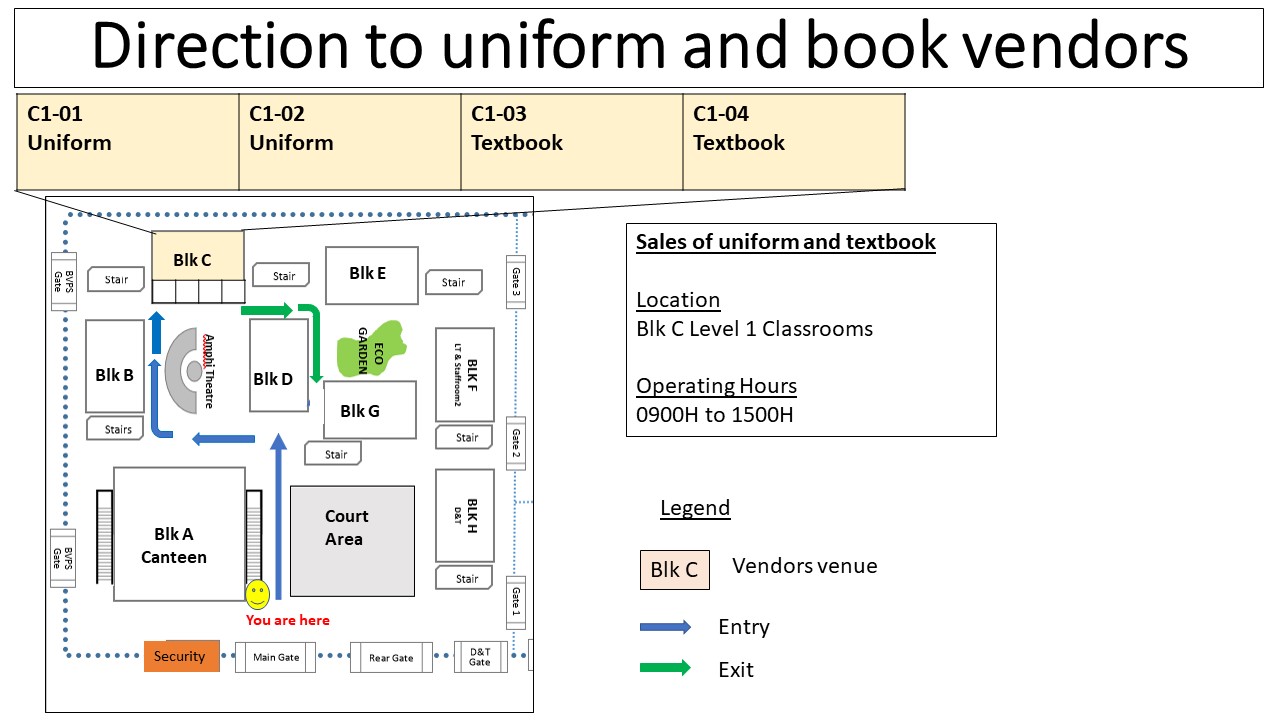 Direction to uniform and book vendors
C1-01
Uniform
C1-02
Uniform
C1-03
Textbook
C1-04
Textbook
Blk C
Stair
Stair
Blk E
Stair
BVPS
Gate
Gate 3
Blk B
Amphi Theatre
Blk D
ECO
GARDEN
BLK F
LT & Staffroom2
Blk G
Stairs
Stair
Stair
Gate 2
Blk A
Canteen
Court
Area
BLK H
D&T
Stair
BVPS
Gate
Gate 1
You are here
Security
Main Gate
Rear Gate
D&T
Gate
Sales of uniform and textbook
Location
Blk C Level 1 Classrooms
Operating Hours
0900H to 1500H
Legend
Blk C
Vendors venue
Entry
Exit